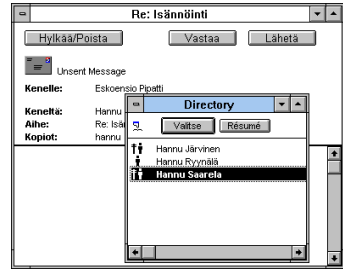 Re: Isännöinti
Hylkää/Poista Vastaa Lähetä
Unsent Message
Kenelle: Eskoensio Pipatti
Keneltä: Hannu
Aihe: Re: Isä
Kopiot: hannu
Directory
Valitse Résumé
Hannu Järvinen
Hannu Ryynälä
Hannu Saarela